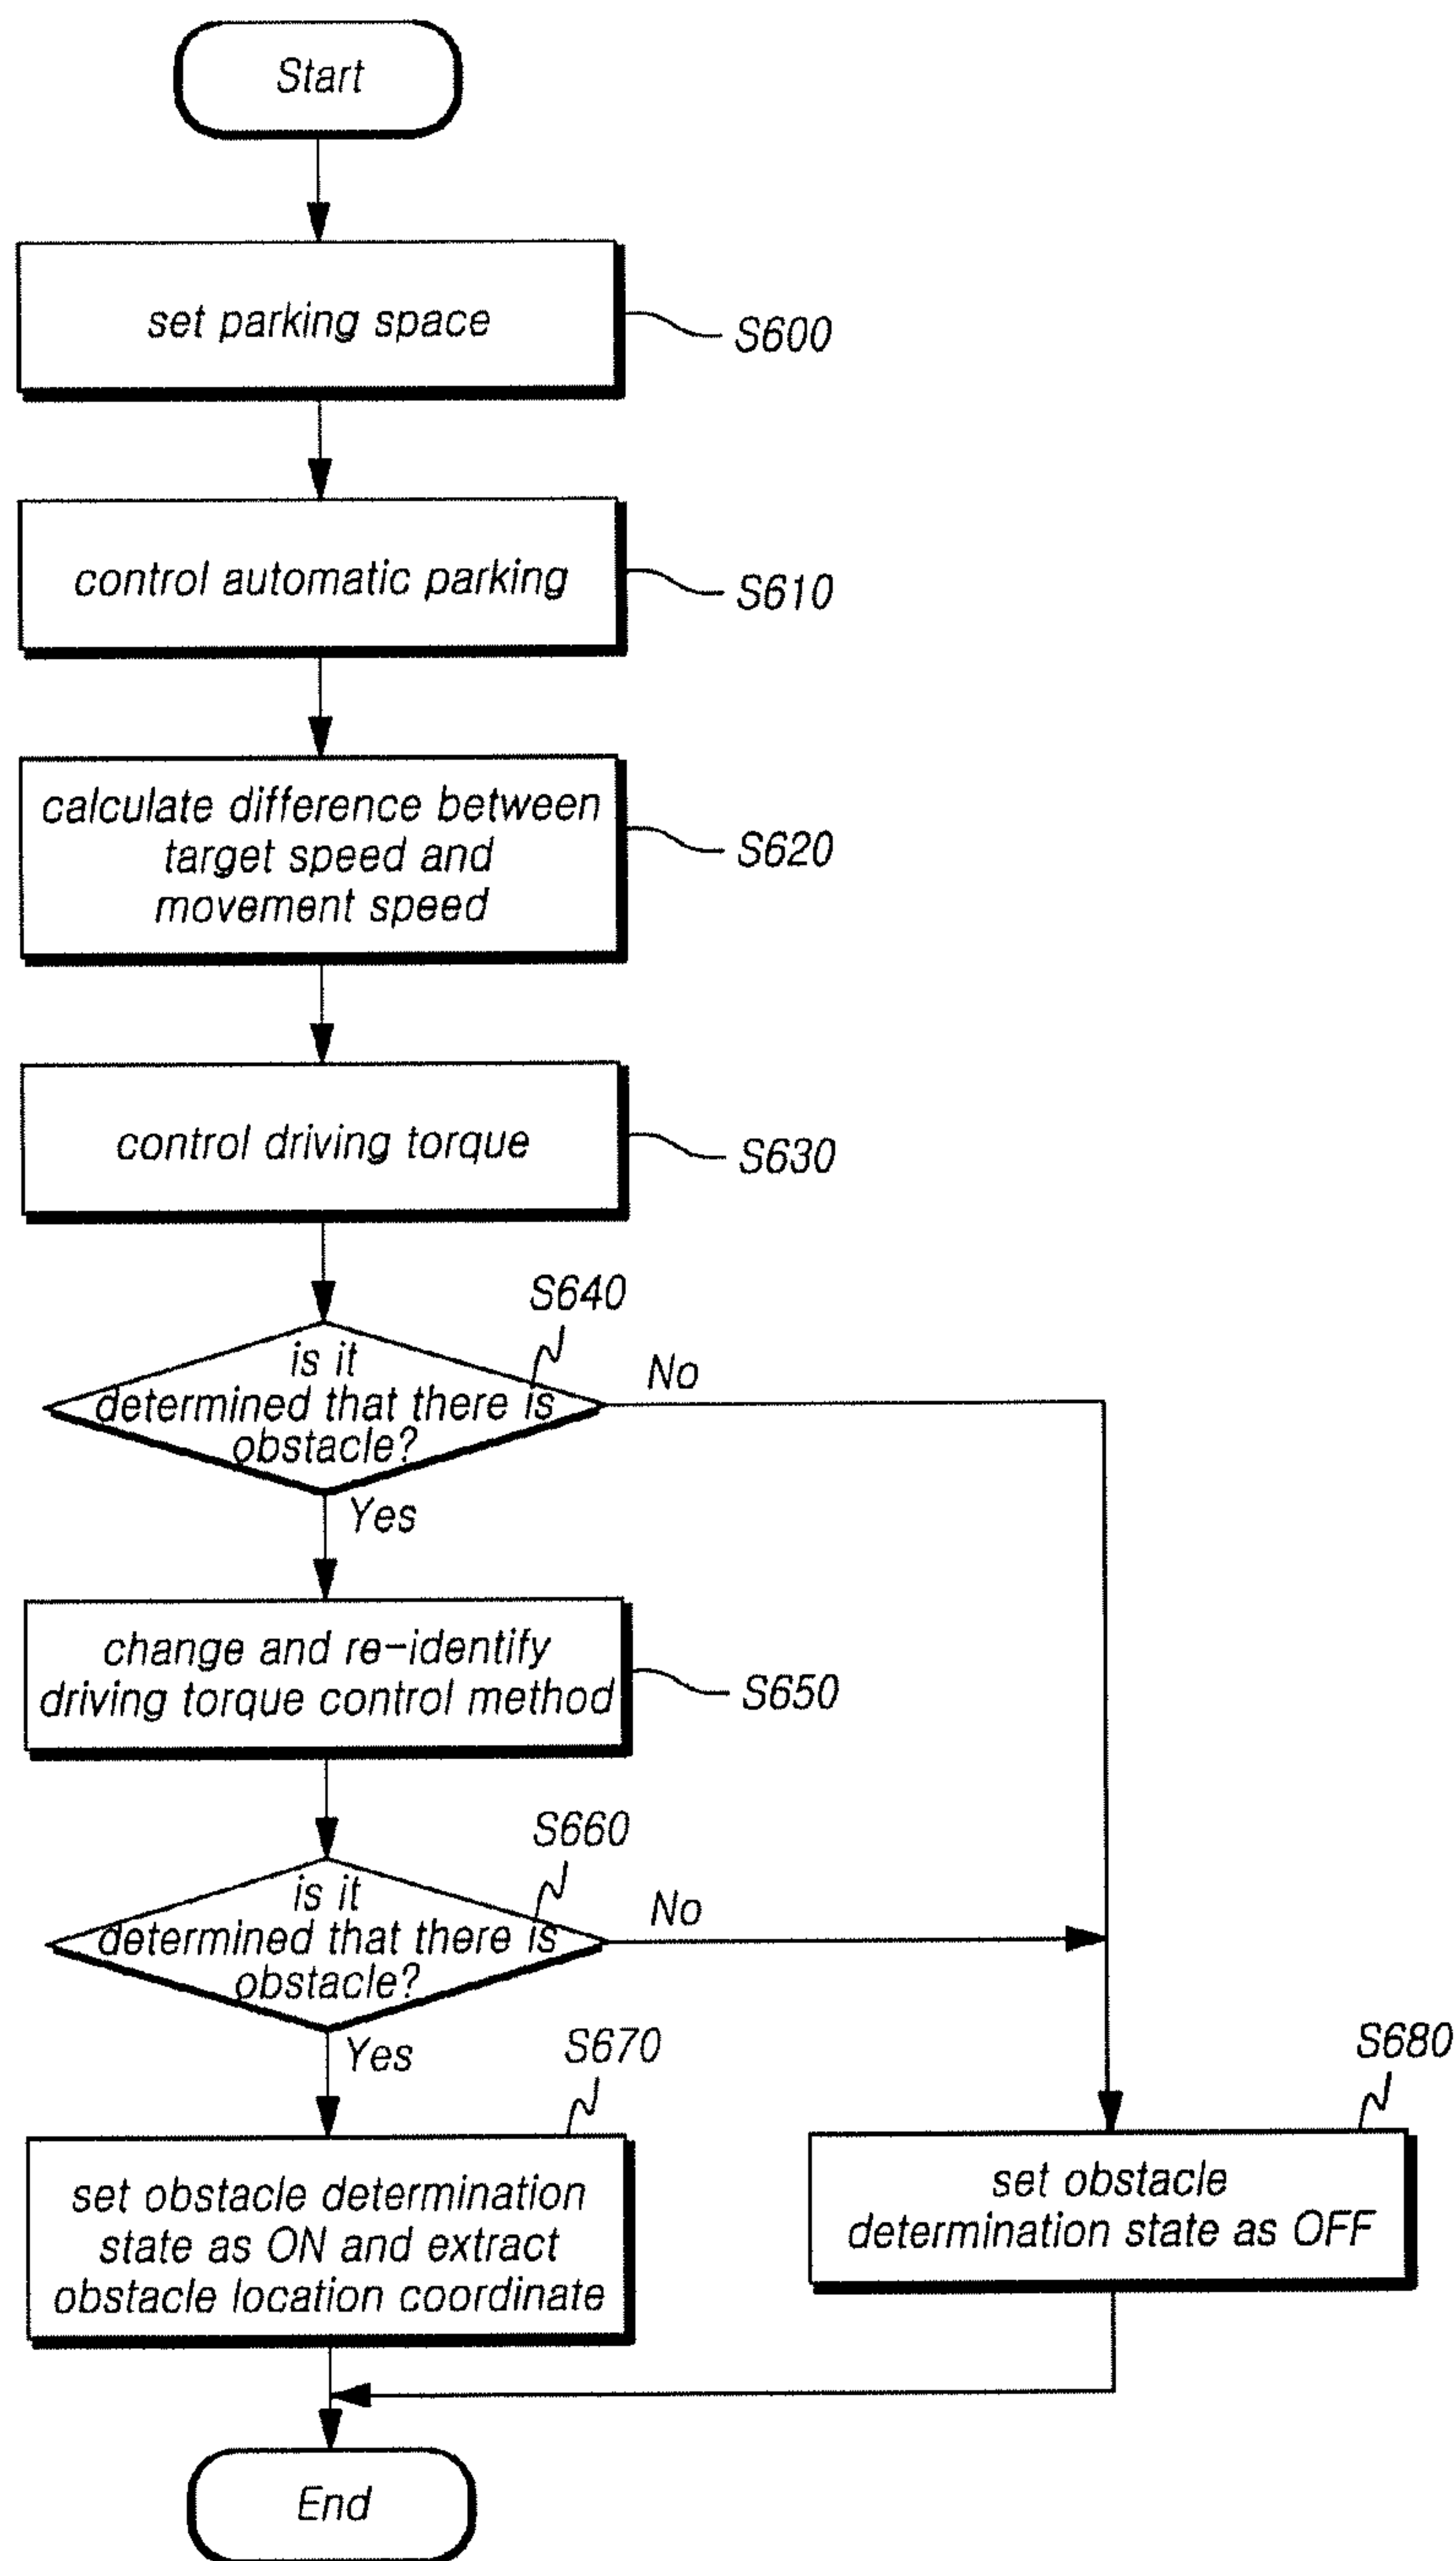 Start
set parking space
S600
control automatic parking
S610
calculate difference between
target speed and
movement speed
S620
control driving torque
S630
S640
is it
determined that there is
obstacle?
No
Yes
change and re-identify
driving torque control method
S650
S660
is it
determined that there is
obstacle?
No
Yes
S670
set obstacle determination
state as ON and extract
obstacle location coordinate
S680
set obstacle
determination state as OFF
End